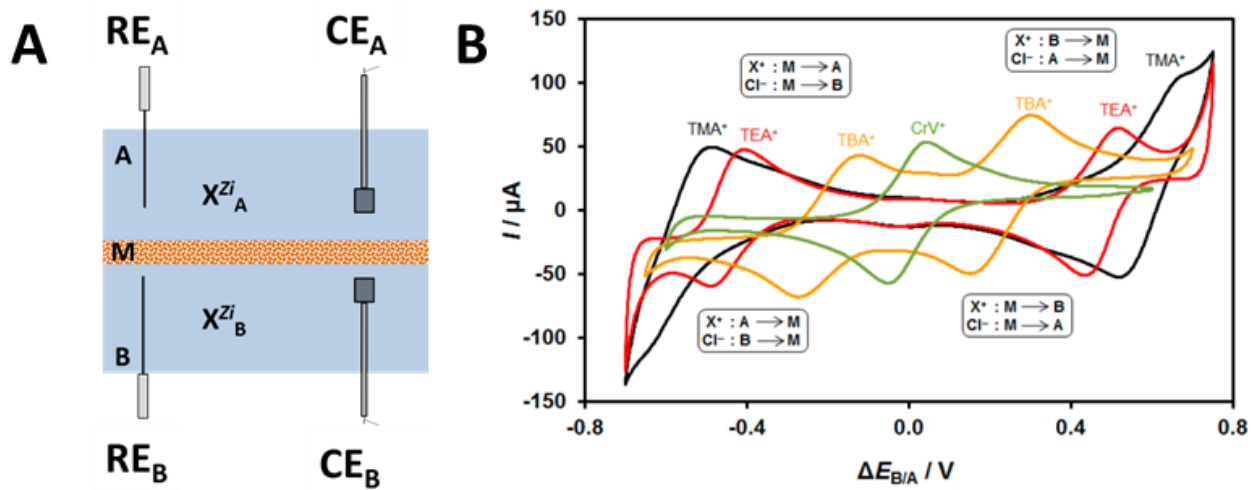 A
RE_A CE_A
A
X^Zi_A
M
X^Zi_B
B
RE_B CE_B
B
150
100
50
0
-50
-100
-150
I / µA
X⁺ : M → A
Cl⁻ : M → B
X⁺ : B → M
Cl⁻ : A → M
TMA⁺
TMA⁺
TEA⁺
TBA⁺
CrV⁺
TBA⁺
TEA⁺
X⁺ : A → M
Cl⁻ : B → M
X⁺ : M → B
Cl⁻ : M → A
-0.8 -0.4 0.0 0.4 0.8
ΔE_B/A / V